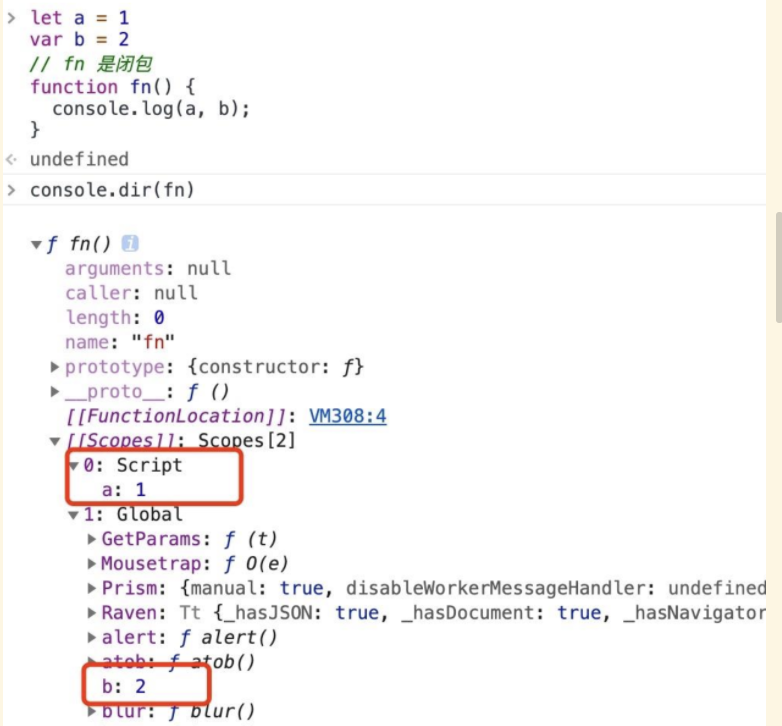 > let a = 1
var b = 2
// fn 是闭包
function fn() {
console.log(a, b);
}
undefined
> console.dir(fn)
▼ƒ fn() i
arguments: null
caller: null
length: 0
name: "fn"
▶prototype: {constructor: ƒ}
▶__proto__: ƒ ()
[[FunctionLocation]]: VM308:4
▼[[Scopes]]: Scopes[2]
▼0: Script
a: 1
▼1: Global
▶GetParams: ƒ (t)
▶Mousetrap: ƒ O(e)
▶Prism: {manual: true, disableWorkerMessageHandler: undefined
▶Raven: Tt {_hasJSON: true, _hasDocument: true, _hasNavigator
▶alert: ƒ alert()
▶atob: ƒ atob()
b: 2
▶blur: ƒ blur()